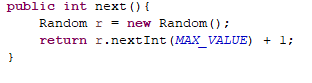 public int next(){
Random r = new Random();
return r.nextInt(MAX_VALUE) + 1;
}